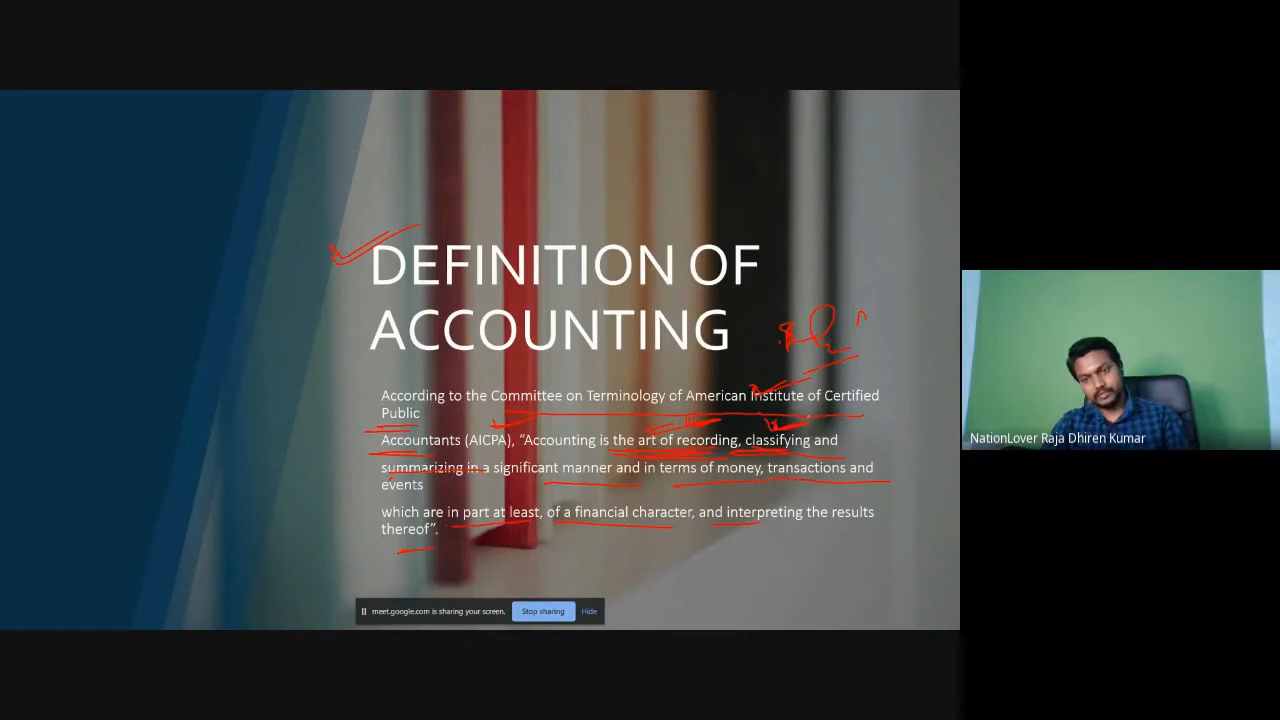 DEFINITION OF
ACCOUNTING
According to the Committee on Terminology of American Institute of Certified
Public
Accountants (AICPA), “Accounting is the art of recording, classifying and
summarizing in a significant manner and in terms of money, transactions and
events
which are in part at least, of a financial character, and interpreting the results
thereof”.
meet.google.com is sharing your screen.
Stop sharing
Hide
NationLover Raja Dhiren Kumar